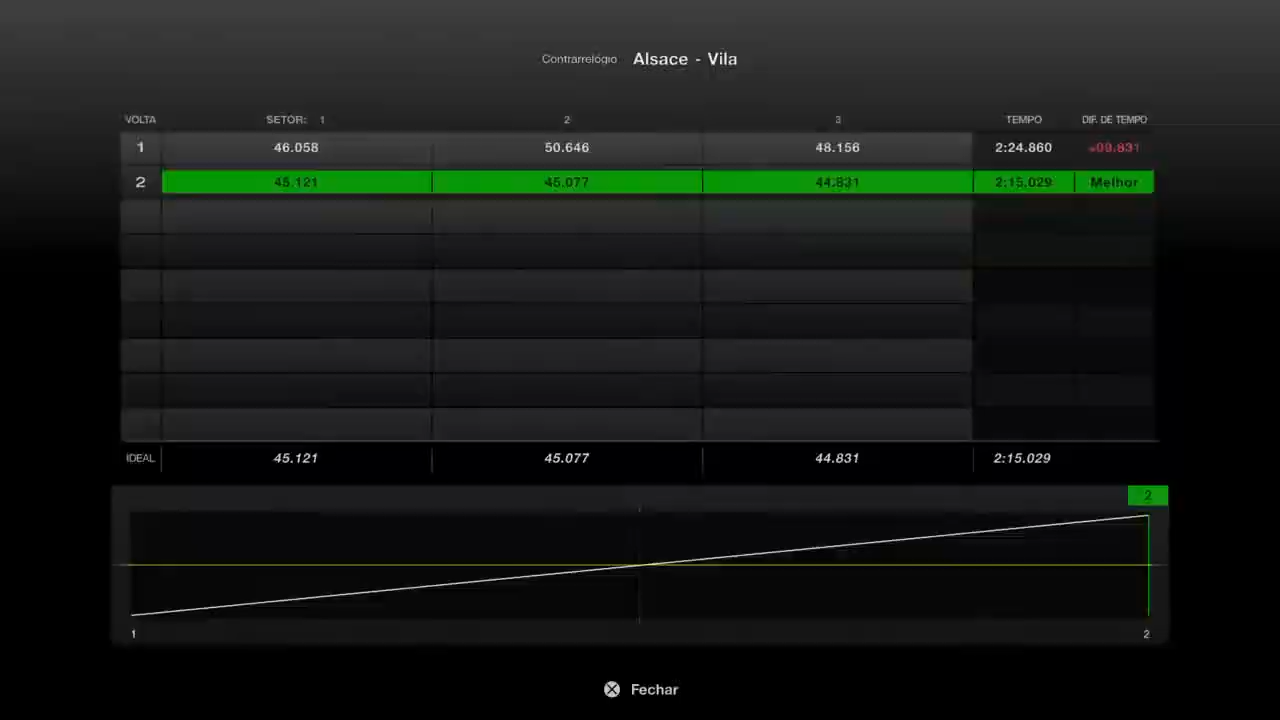 Contrarrelógio Alsace - Vila
VOLTA SETOR: 1 2 3 TEMPO DIF. DE TEMPO
1 46.058 50.646 48.156 2:24.860 +09.831
2 45.121 45.077 44.831 2:15.029 Melhor
IDEAL 45.121 45.077 44.831 2:15.029
2
1 2
Fechar